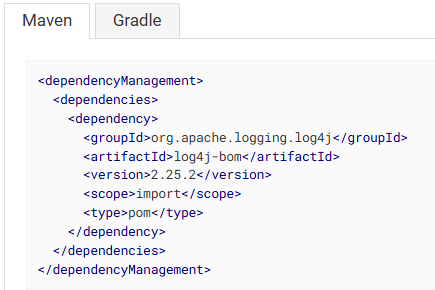 Maven Gradle
<dependencyManagement>
  <dependencies>
    <dependency>
      <groupId>org.apache.logging.log4j</groupId>
      <artifactId>log4j-bom</artifactId>
      <version>2.25.2</version>
      <scope>import</scope>
      <type>pom</type>
    </dependency>
  </dependencies>
</dependencyManagement>